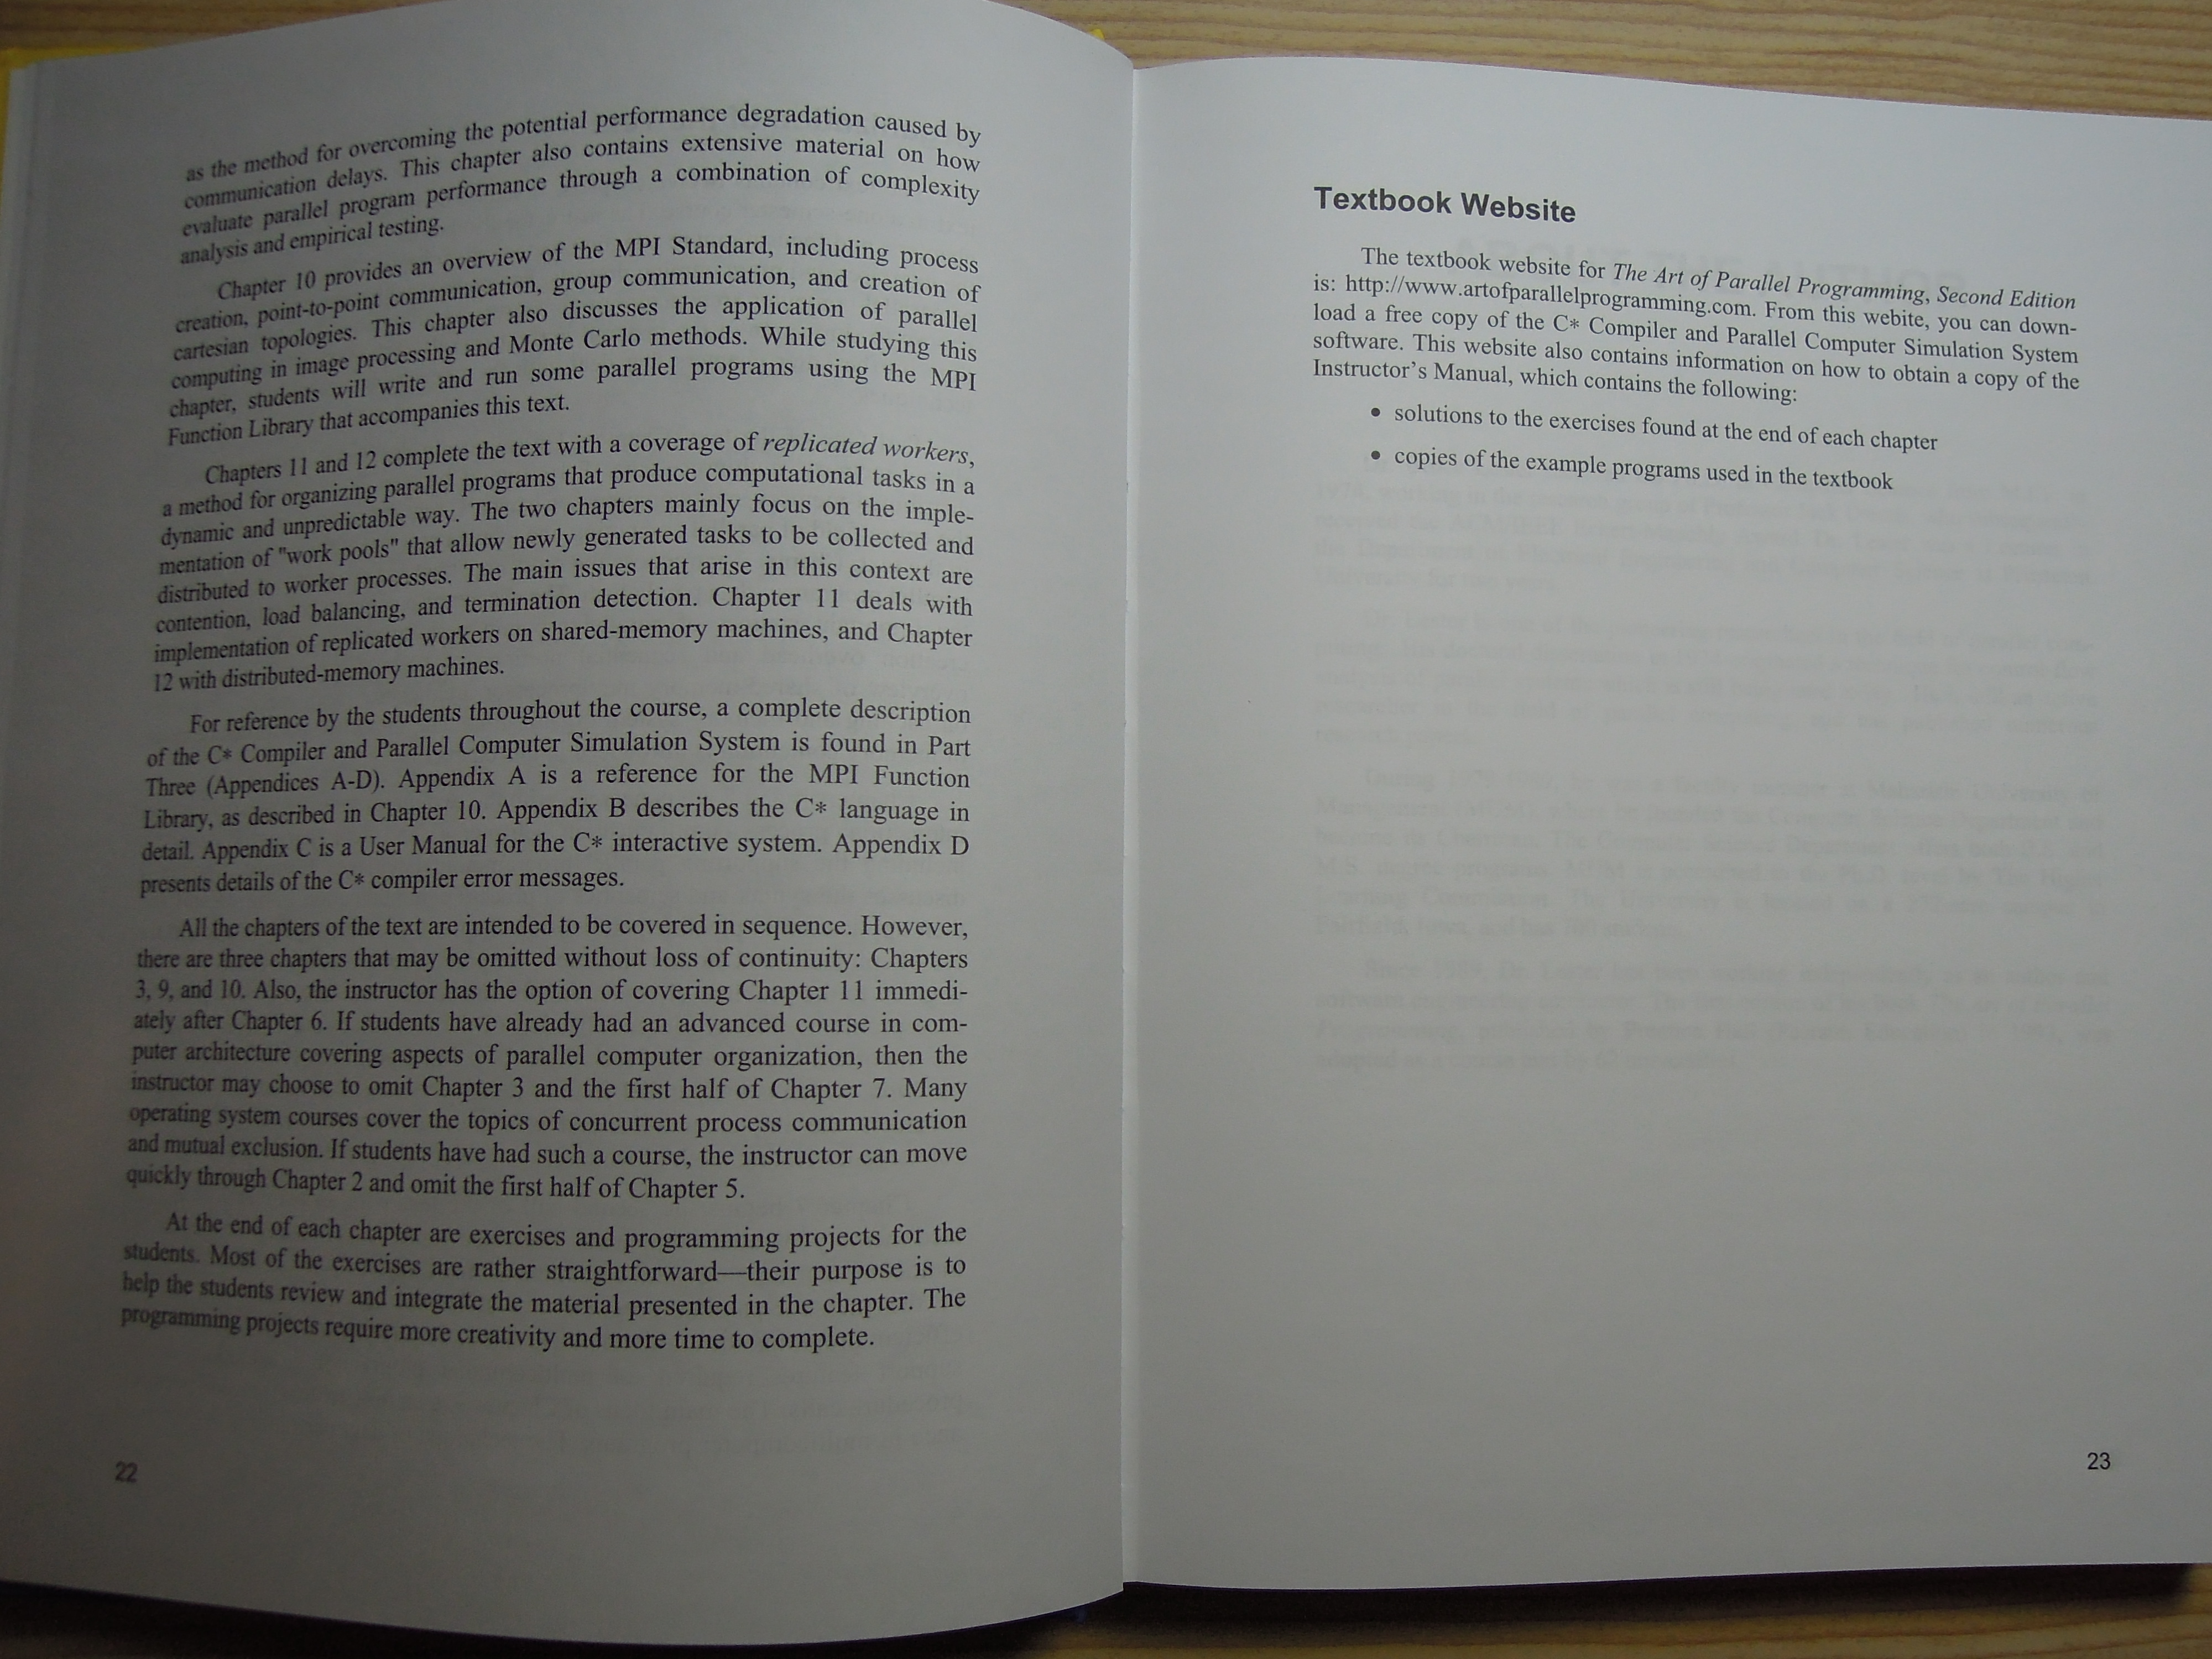 as the method for overcoming the potential performance degradation caused by
communication delays. This chapter also contains extensive material on how
evaluate parallel program performance through a combination of complexity
analysis and empirical testing.
Chapter 10 provides an overview of the MPI Standard, including process
creation, point-to-point communication, group communication, and creation of
cartesian topologies. This chapter also discusses the application of parallel
computing in image processing and Monte Carlo methods. While studying this
chapter, students will write and run some parallel programs using the MPI
Function Library that accompanies this text.
Chapters 11 and 12 complete the text with a coverage of replicated workers,
a method for organizing parallel programs that produce computational tasks in a
dynamic and unpredictable way. The two chapters mainly focus on the imple-
mentation of "work pools" that allow newly generated tasks to be collected and
distributed to worker processes. The main issues that arise in this context are
contention, load balancing, and termination detection. Chapter 11 deals with
implementation of replicated workers on shared-memory machines, and Chapter
12 with distributed-memory machines.
For reference by the students throughout the course, a complete description
of the C* Compiler and Parallel Computer Simulation System is found in Part
Three (Appendices A-D). Appendix A is a reference for the MPI Function
Library, as described in Chapter 10. Appendix B describes the C* language in
detail. Appendix C is a User Manual for the C* interactive system. Appendix D
presents details of the C* compiler error messages.
All the chapters of the text are intended to be covered in sequence. However,
there are three chapters that may be omitted without loss of continuity: Chapters
3, 9, and 10. Also, the instructor has the option of covering Chapter 11 immedi-
ately after Chapter 6. If students have already had an advanced course in com-
puter architecture covering aspects of parallel computer organization, then the
instructor may choose to omit Chapter 3 and the first half of Chapter 7. Many
operating system courses cover the topics of concurrent process communication
and mutual exclusion. If students have had such a course, the instructor can move
quickly through Chapter 2 and omit the first half of Chapter 5.
At the end of each chapter are exercises and programming projects for the
students. Most of the exercises are rather straightforward—their purpose is to
help the students review and integrate the material presented in the chapter. The
programming projects require more creativity and more time to complete.
22
Textbook Website
The textbook website for The Art of Parallel Programming, Second Edition
is: http://www.artofparallelprogramming.com. From this webite, you can down-
load a free copy of the C* Compiler and Parallel Computer Simulation System
software. This website also contains information on how to obtain a copy of the
Instructor's Manual, which contains the following:
• solutions to the exercises found at the end of each chapter
• copies of the example programs used in the textbook
23